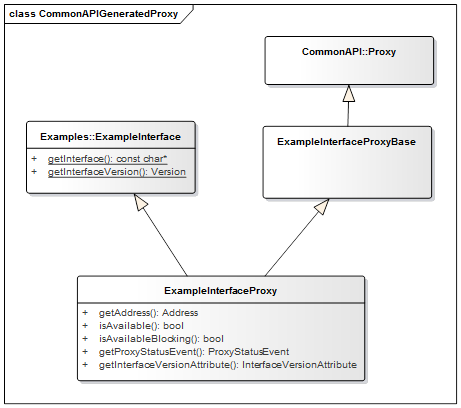 class CommonAPIGeneratedProxy
CommonAPI::Proxy
Examples::ExampleInterface
+ getInterface(): const char*
+ getInterfaceVersion(): Version
ExampleInterfaceProxyBase
ExampleInterfaceProxy
+ getAddress(): Address
+ isAvailable(): bool
+ isAvailableBlocking(): bool
+ getProxyStatusEvent(): ProxyStatusEvent
+ getInterfaceVersionAttribute(): InterfaceVersionAttribute